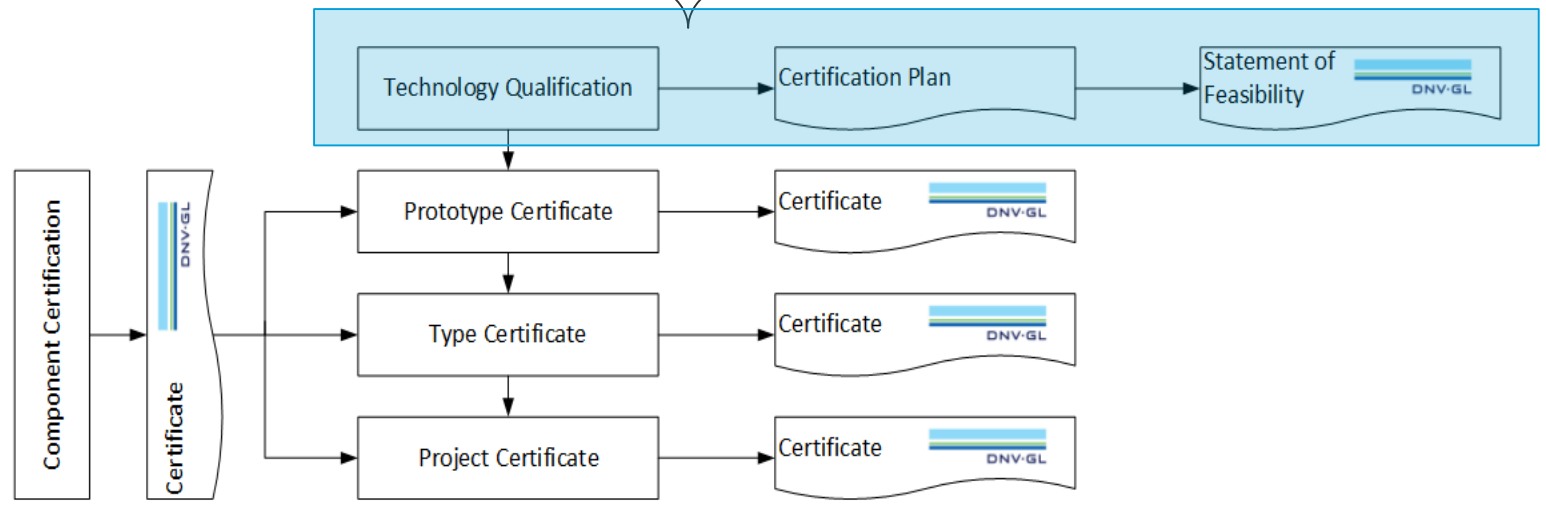 Technology Qualification
Certification Plan
Statement of
Feasibility
DNV·GL
Component Certification
Certificate
DNV·GL
Prototype Certificate
Certificate
DNV·GL
Type Certificate
Certificate
DNV·GL
Project Certificate
Certificate
DNV·GL